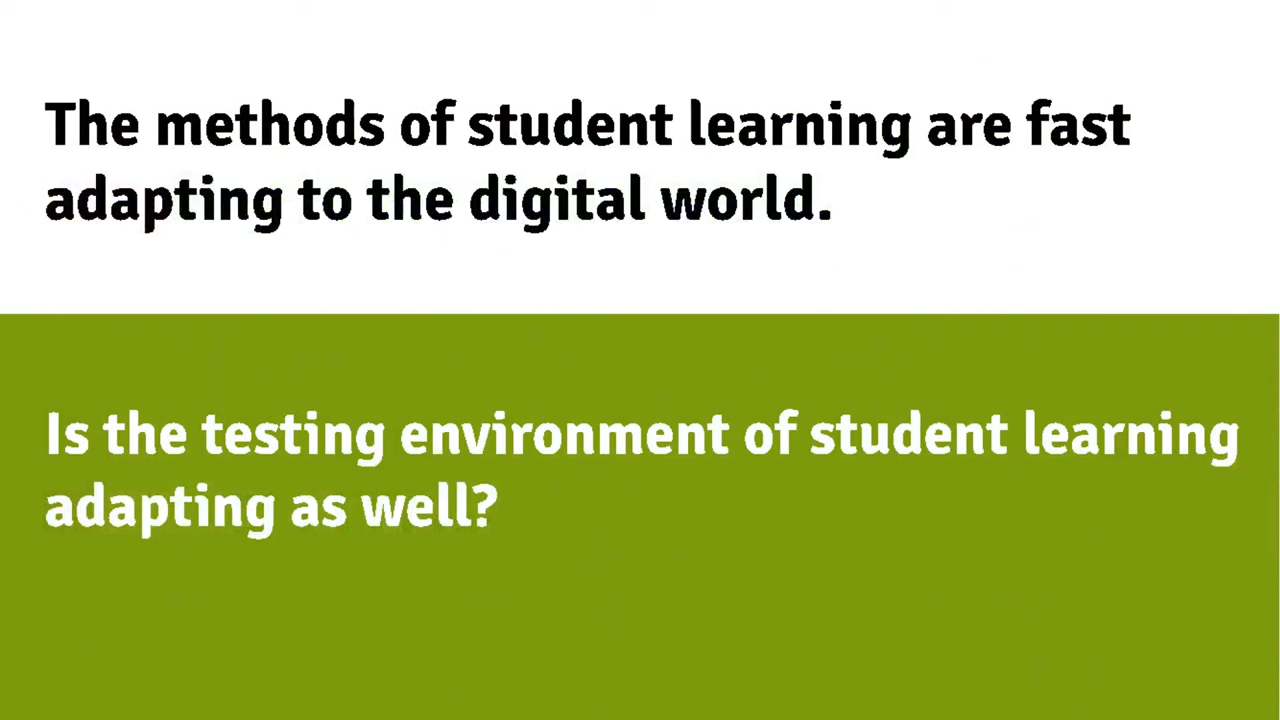 The methods of student learning are fast
adapting to the digital world.
Is the testing environment of student learning
adapting as well?